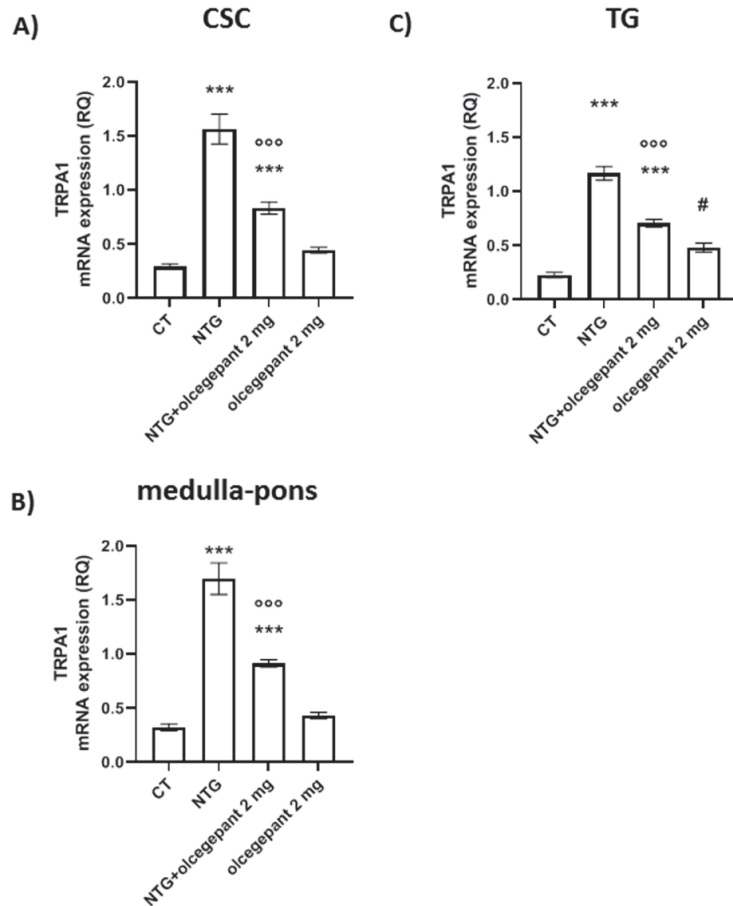 A)
CSC
TRPA1
mRNA expression (RQ)
2.0
1.5
1.0
0.5
0.0
***
°°°
***
CT
NTG
NTG+olcegepant 2 mg
olcegepant 2 mg
C)
TG
TRPA1
mRNA expression (RQ)
2.0
1.5
1.0
0.5
0.0
***
°°°
***
#
CT
NTG
NTG+olcegepant 2 mg
olcegepant 2 mg
B)
medulla-pons
TRPA1
mRNA expression (RQ)
2.0
1.5
1.0
0.5
0.0
***
°°°
***
CT
NTG
NTG+olcegepant 2 mg
olcegepant 2 mg